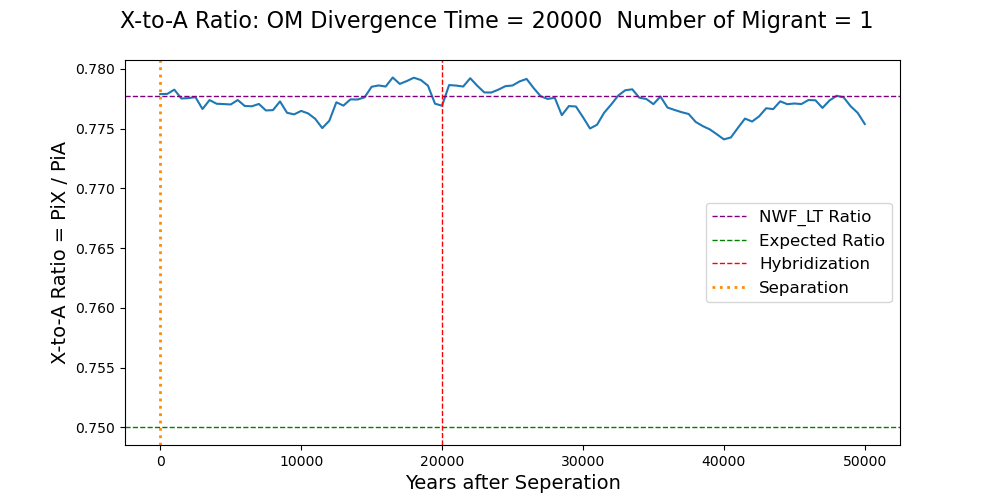 X-to-A Ratio: OM Divergence Time = 20000  Number of Migrant = 1
X-to-A Ratio = PiX / PiA
0.780
0.775
0.770
0.765
0.760
0.755
0.750
NWF_LT Ratio
Expected Ratio
Hybridization
Separation
0 10000 20000 30000 40000 50000
Years after Seperation